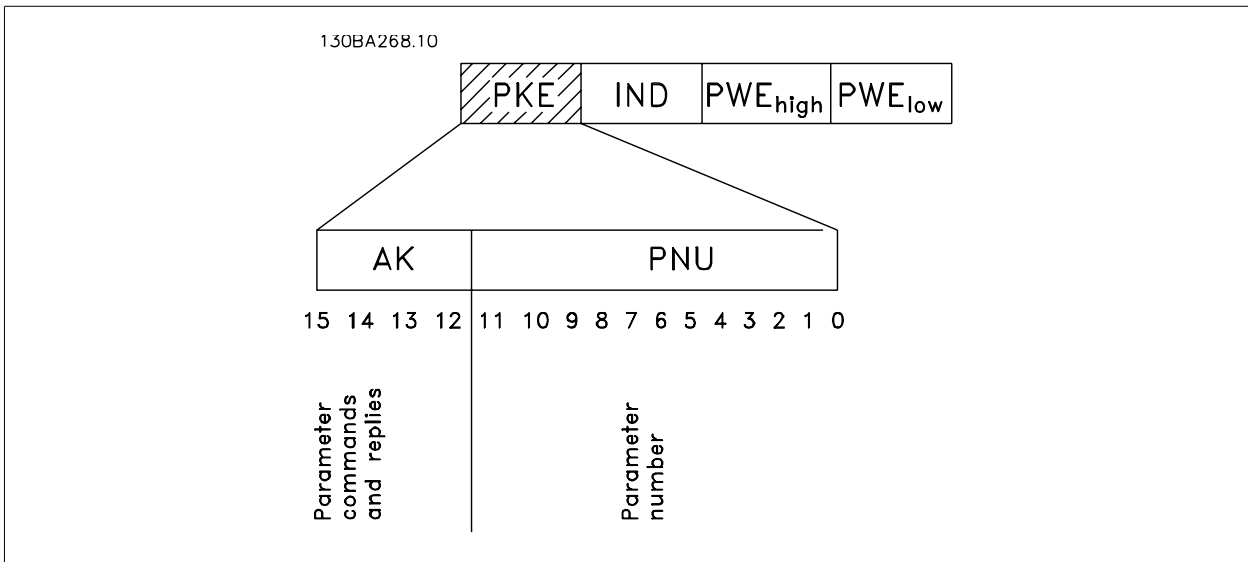 130BA268.10
PKE IND PWEhigh PWElow
AK PNU
15 14 13 12 11 10 9 8 7 6 5 4 3 2 1 0
Parameter
commands
and replies
Parameter
number